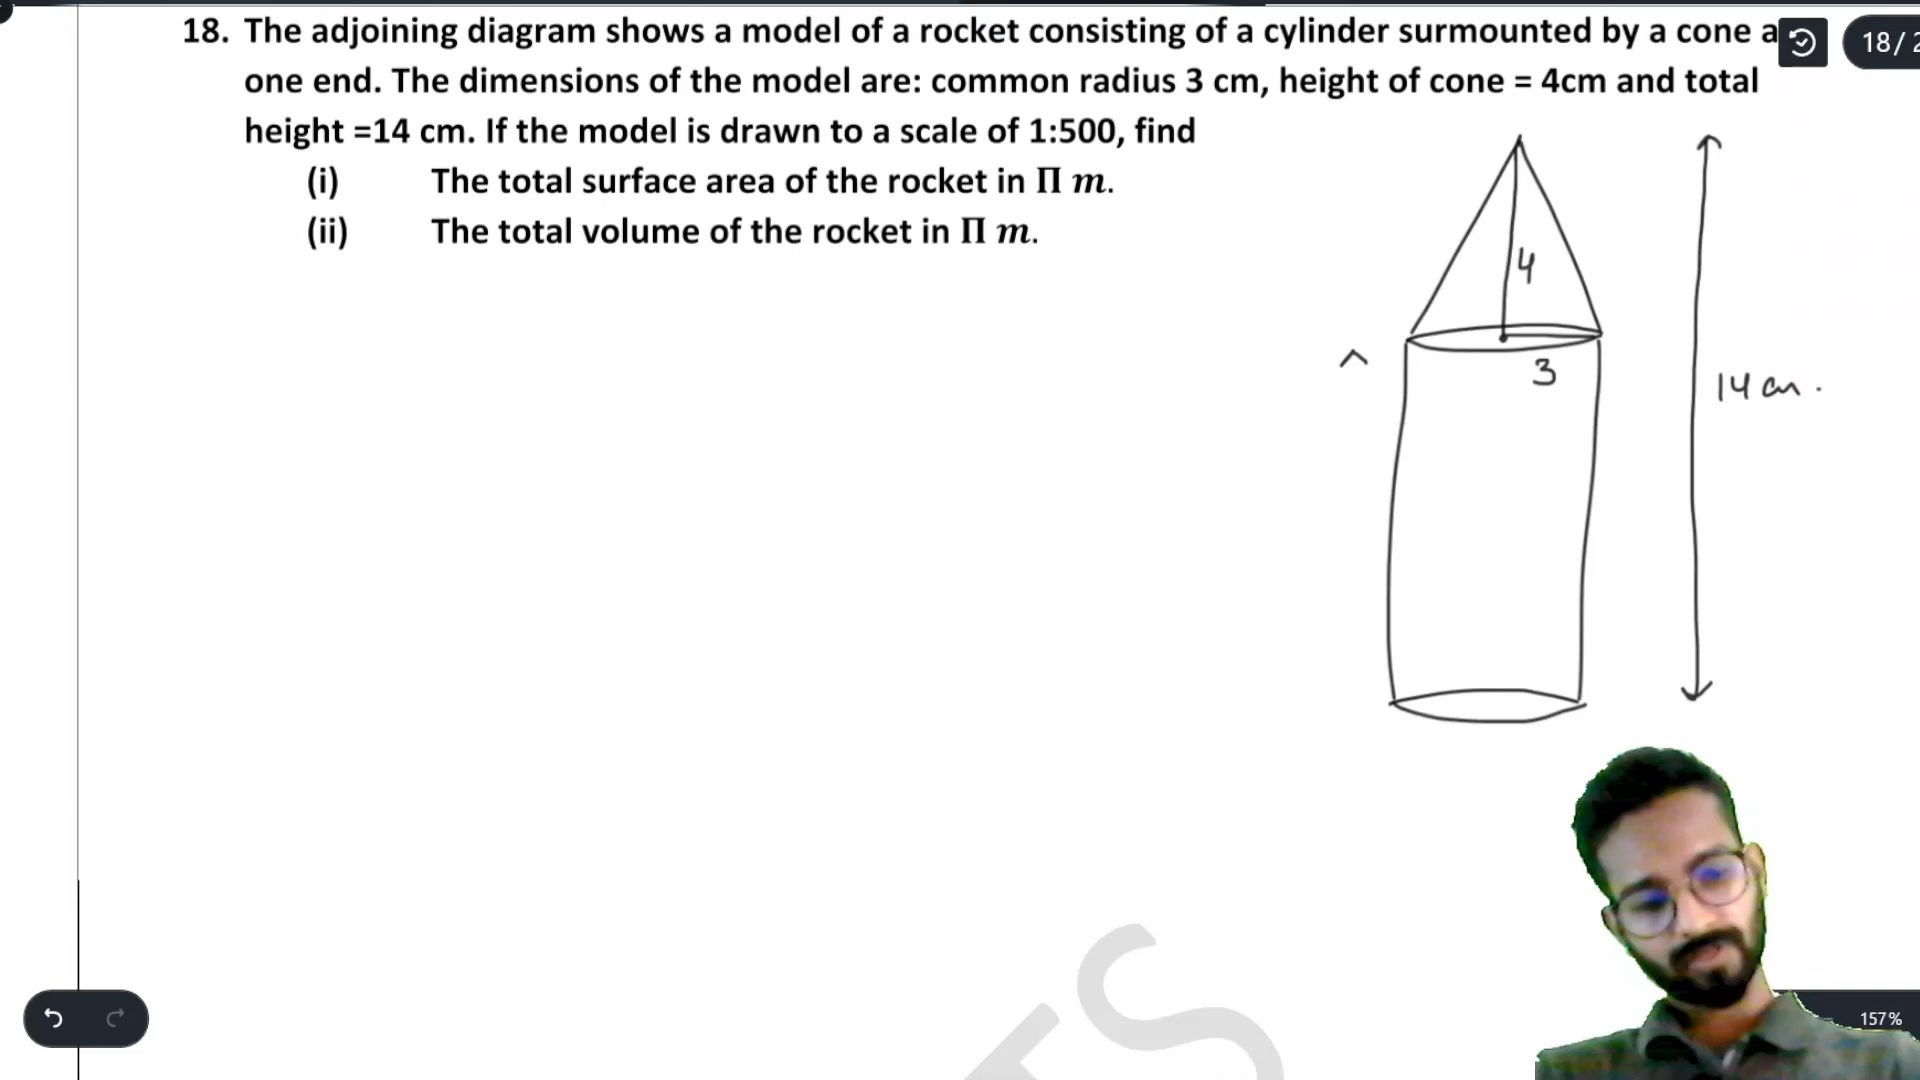 18. The adjoining diagram shows a model of a rocket consisting of a cylinder surmounted by a cone a
18/2
one end. The dimensions of the model are: common radius 3 cm, height of cone = 4cm and total
height =14 cm. If the model is drawn to a scale of 1:500, find
(i) The total surface area of the rocket in Π m.
(ii) The total volume of the rocket in Π m.
4
3
14 cm.
TS
157%